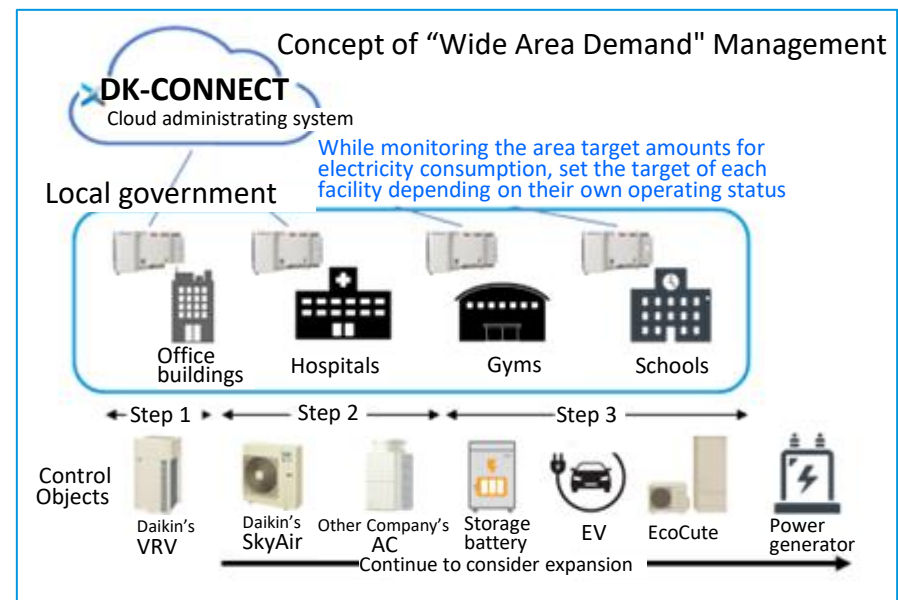 Concept of “Wide Area Demand" Management
DK-CONNECT
Cloud administrating system
While monitoring the area target amounts for
electricity consumption, set the target of each
facility depending on their own operating status
Local government
Office
buildings
Hospitals
Gyms
Schools
Step 1
Step 2
Step 3
Control
Objects
Daikin’s
VRV
Daikin’s
SkyAir
Other Company’s
AC
Storage
battery
EV
EcoCute
Power
generator
Continue to consider expansion